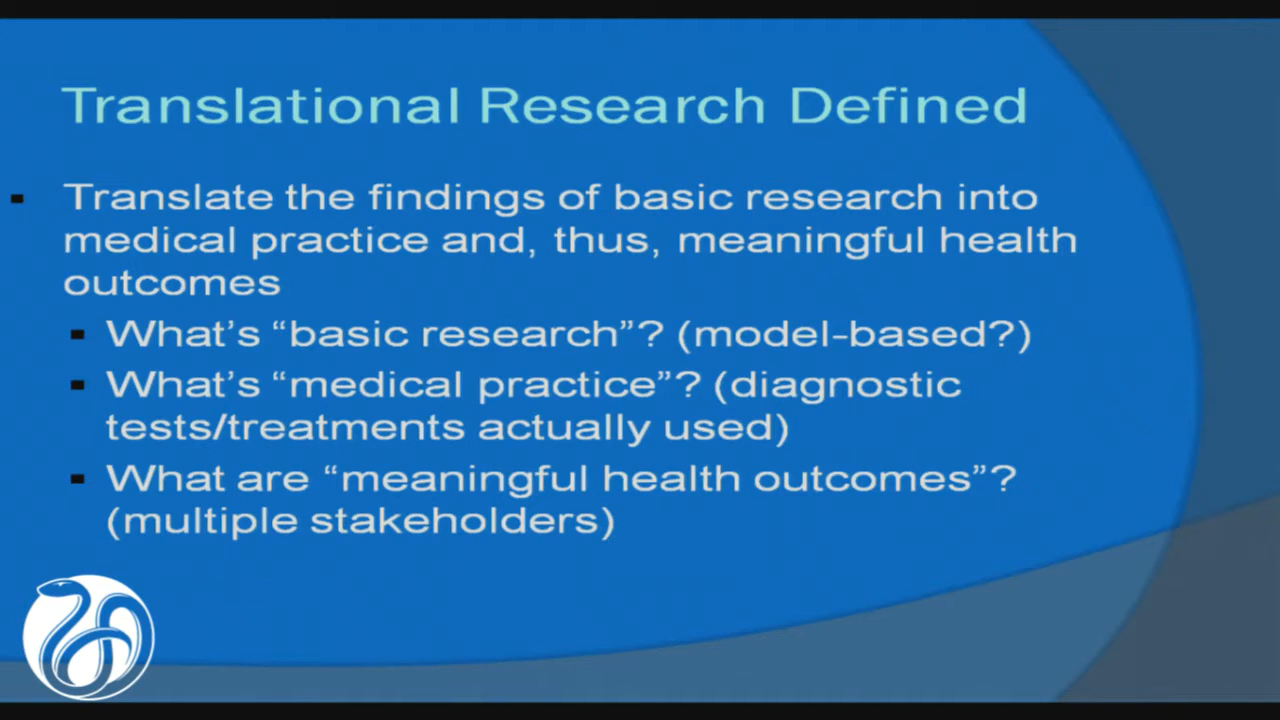 Translational Research Defined
▪ Translate the findings of basic research into
medical practice and, thus, meaningful health
outcomes
▪ What’s “basic research”? (model-based?)
▪ What’s “medical practice”? (diagnostic
tests/treatments actually used)
▪ What are “meaningful health outcomes”?
(multiple stakeholders)